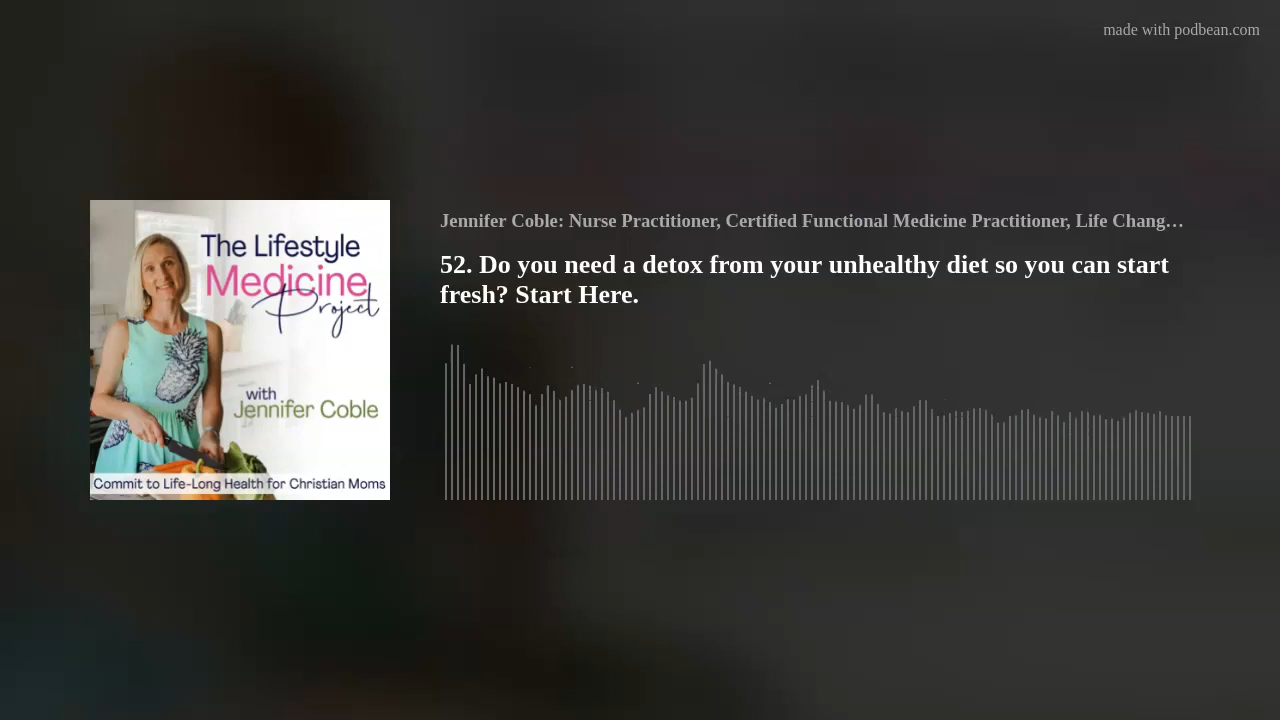 made with podbean.com
Jennifer Coble: Nurse Practitioner, Certified Functional Medicine Practitioner, Life Chang…
52. Do you need a detox from your unhealthy diet so you can start
fresh? Start Here.
The Lifestyle
Medicine
Project
with
Jennifer Coble
Commit to Life-Long Health for Christian Moms